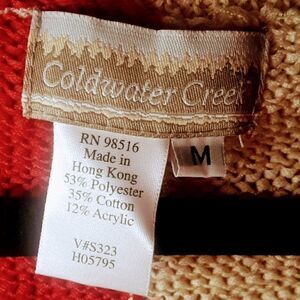 Coldwater Creek
M
RN 98516
Made in
Hong Kong
53% Polyester
35% Cotton
12% Acrylic
V#S323
H05795